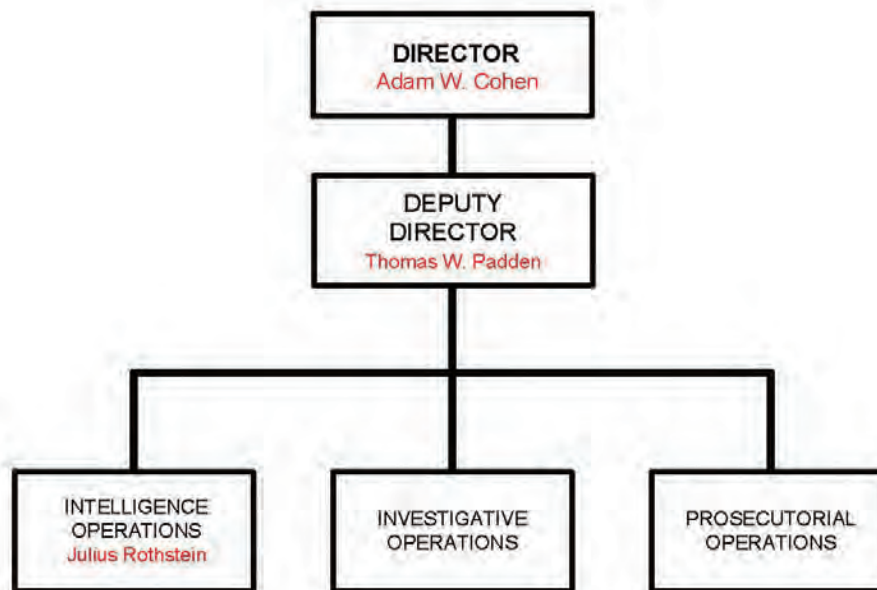 DIRECTOR
Adam W. Cohen
DEPUTY
DIRECTOR
Thomas W. Padden
INTELLIGENCE
OPERATIONS
Julius Rothstein
INVESTIGATIVE
OPERATIONS
PROSECUTORIAL
OPERATIONS